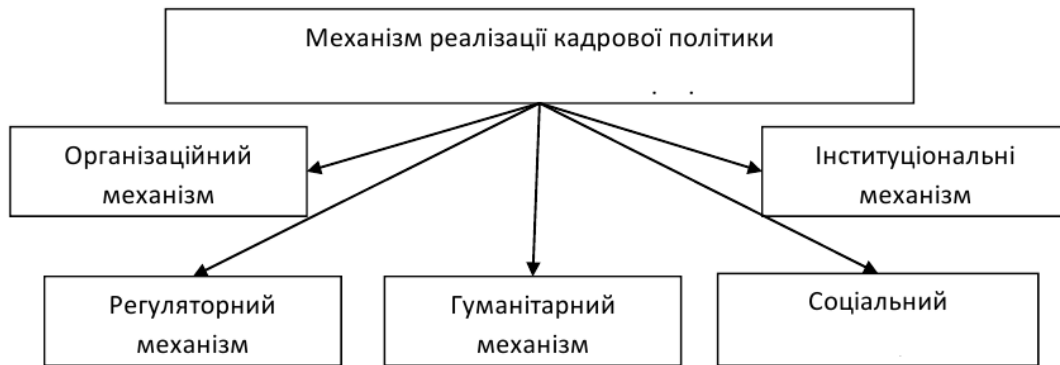 Механізм реалізації кадрової політики
Організаційний
механізм
Інституціональні
механізм
Регуляторний
механізм
Гуманітарний
механізм
Соціальний